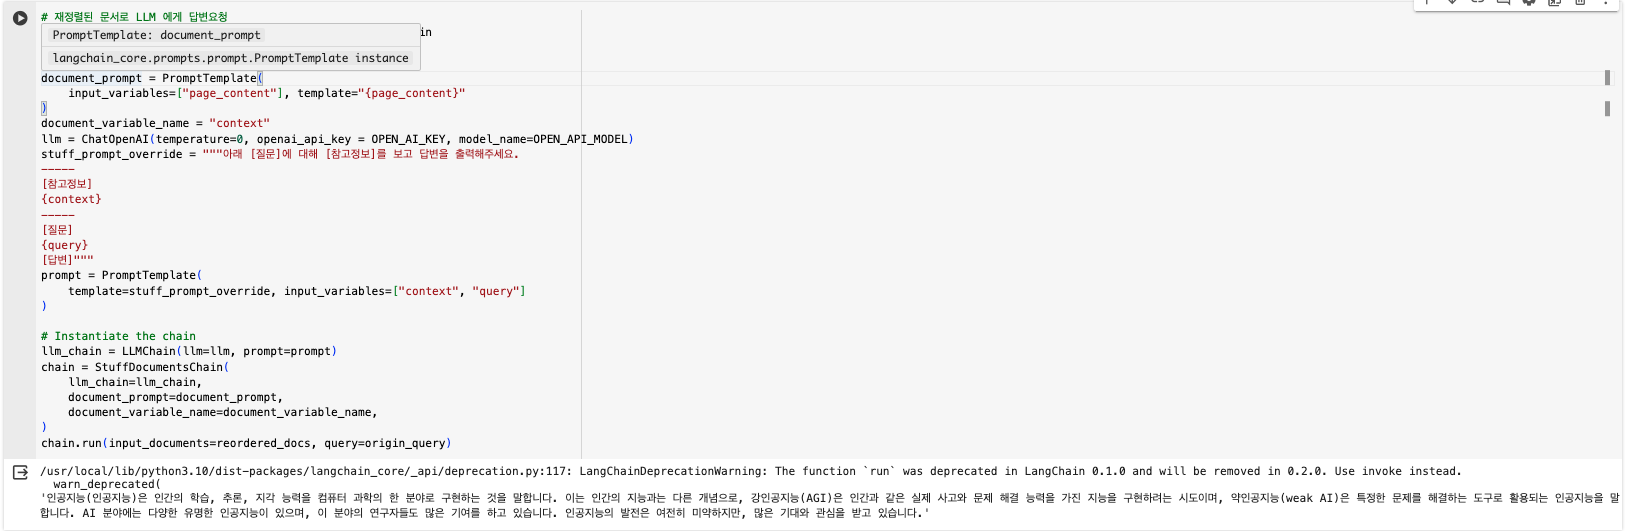 # 재정렬된 문서로 LLM 에게 답변요청
in
PromptTemplate: document_prompt
langchain_core.prompts.prompt.PromptTemplate instance
document_prompt = PromptTemplate(
    input_variables=["page_content"], template="{page_content}"
)
document_variable_name = "context"
llm = ChatOpenAI(temperature=0, openai_api_key = OPEN_AI_KEY, model_name=OPEN_API_MODEL)
stuff_prompt_override = """아래 [질문]에 대해 [참고정보]를 보고 답변을 출력해주세요.
-----
[참고정보]
{context}
-----
[질문]
{query}
[답변]"""
prompt = PromptTemplate(
    template=stuff_prompt_override, input_variables=["context", "query"]
)
# Instantiate the chain
llm_chain = LLMChain(llm=llm, prompt=prompt)
chain = StuffDocumentsChain(
    llm_chain=llm_chain,
    document_prompt=document_prompt,
    document_variable_name=document_variable_name,
)
chain.run(input_documents=reordered_docs, query=origin_query)
/usr/local/lib/python3.10/dist-packages/langchain_core/_api/deprecation.py:117: LangChainDeprecationWarning: The function `run` was deprecated in LangChain 0.1.0 and will be removed in 0.2.0. Use invoke instead.
  warn_deprecated(
'인공지능(인공지능)은 인간의 학습, 추론, 지각 능력을 컴퓨터 과학의 한 분야로 구현하는 것을 말합니다. 이는 인간의 지능과는 다른 개념으로, 강인공지능(AGI)은 인간과 같은 실제 사고와 문제 해결 능력을 가진 지능을 구현하려는 시도이며, 약인공지능(weak AI)은 특정한 문제를 해결하는 도구로 활용되는 인공지능을 말
합니다. AI 분야에는 다양한 유명한 인공지능이 있으며, 이 분야의 연구자들도 많은 기여를 하고 있습니다. 인공지능의 발전은 여전히 미약하지만, 많은 기대와 관심을 받고 있습니다.'